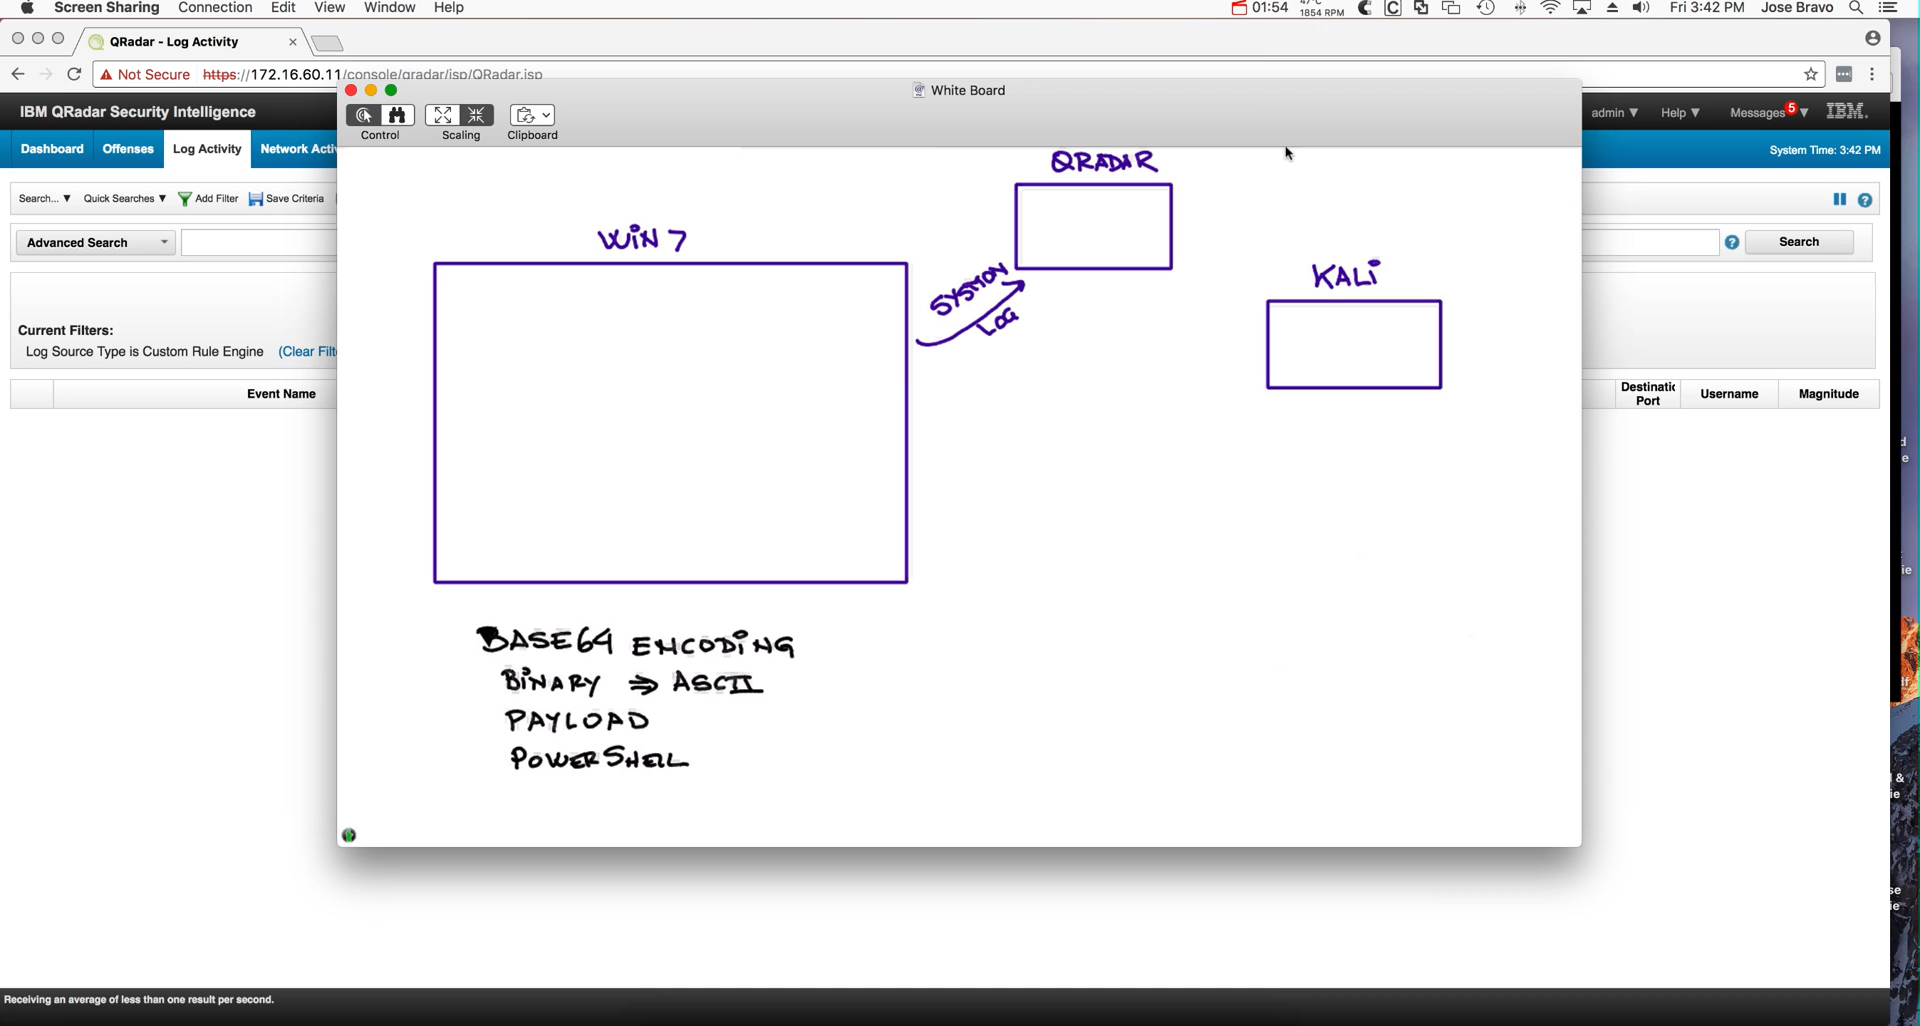 Screen Sharing Connection Edit View Window Help 01:54 47°C 1854 RPM Fri 3:42 PM Jose Bravo
QRadar - Log Activity
Not Secure https://172.16.60.11/console/qradar/jsp/QRadar.jsp
White Board
IBM QRadar Security Intelligence
admin Help Messages 5 IBM.
Control Scaling Clipboard
Dashboard Offenses Log Activity Network Acti
System Time: 3:42 PM
Search... Quick Searches Add Filter Save Criteria
Advanced Search
Search
Current Filters:
Log Source Type is Custom Rule Engine (Clear Filt
Event Name
Destinatic
Port
Username
Magnitude
QRADAR
WIN 7
SYSMON
LOG
KALI
BASE64 ENCODING
BINARY ⇒ ASCII
PAYLOAD
POWERSHELL
Receiving an average of less than one result per second.